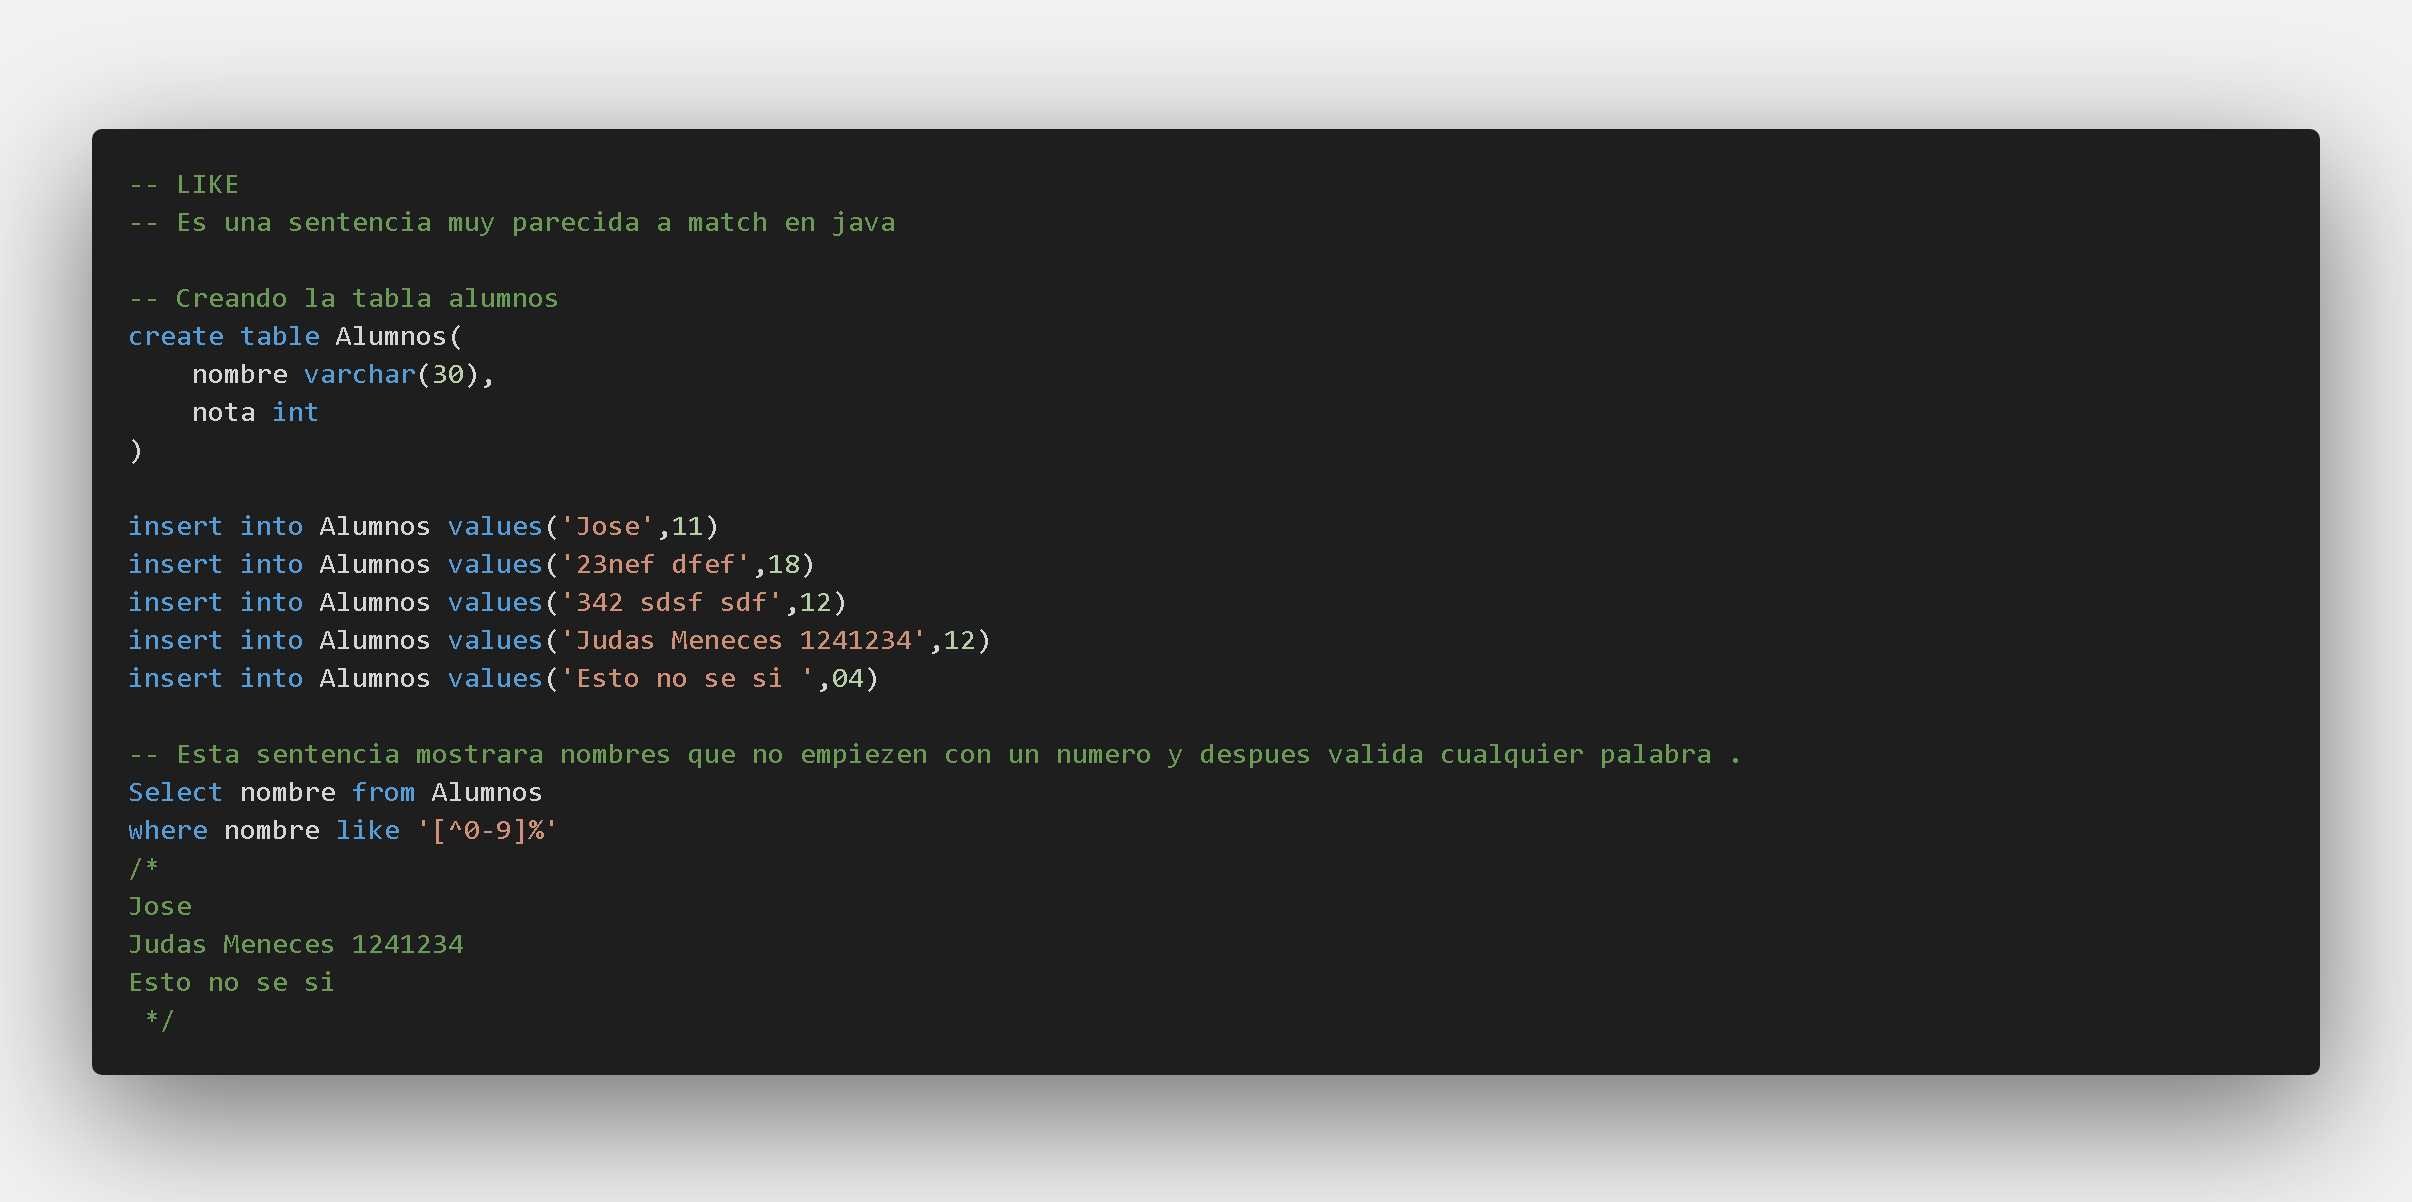 -- LIKE
-- Es una sentencia muy parecida a match en java
-- Creando la tabla alumnos
create table Alumnos(
    nombre varchar(30),
    nota int
)
insert into Alumnos values('Jose',11)
insert into Alumnos values('23nef dfef',18)
insert into Alumnos values('342 sdsf sdf',12)
insert into Alumnos values('Judas Meneces 1241234',12)
insert into Alumnos values('Esto no se si ',04)
-- Esta sentencia mostrara nombres que no empiezen con un numero y despues valida cualquier palabra .
Select nombre from Alumnos
where nombre like '[^0-9]%'
/*
Jose
Judas Meneces 1241234
Esto no se si
 */